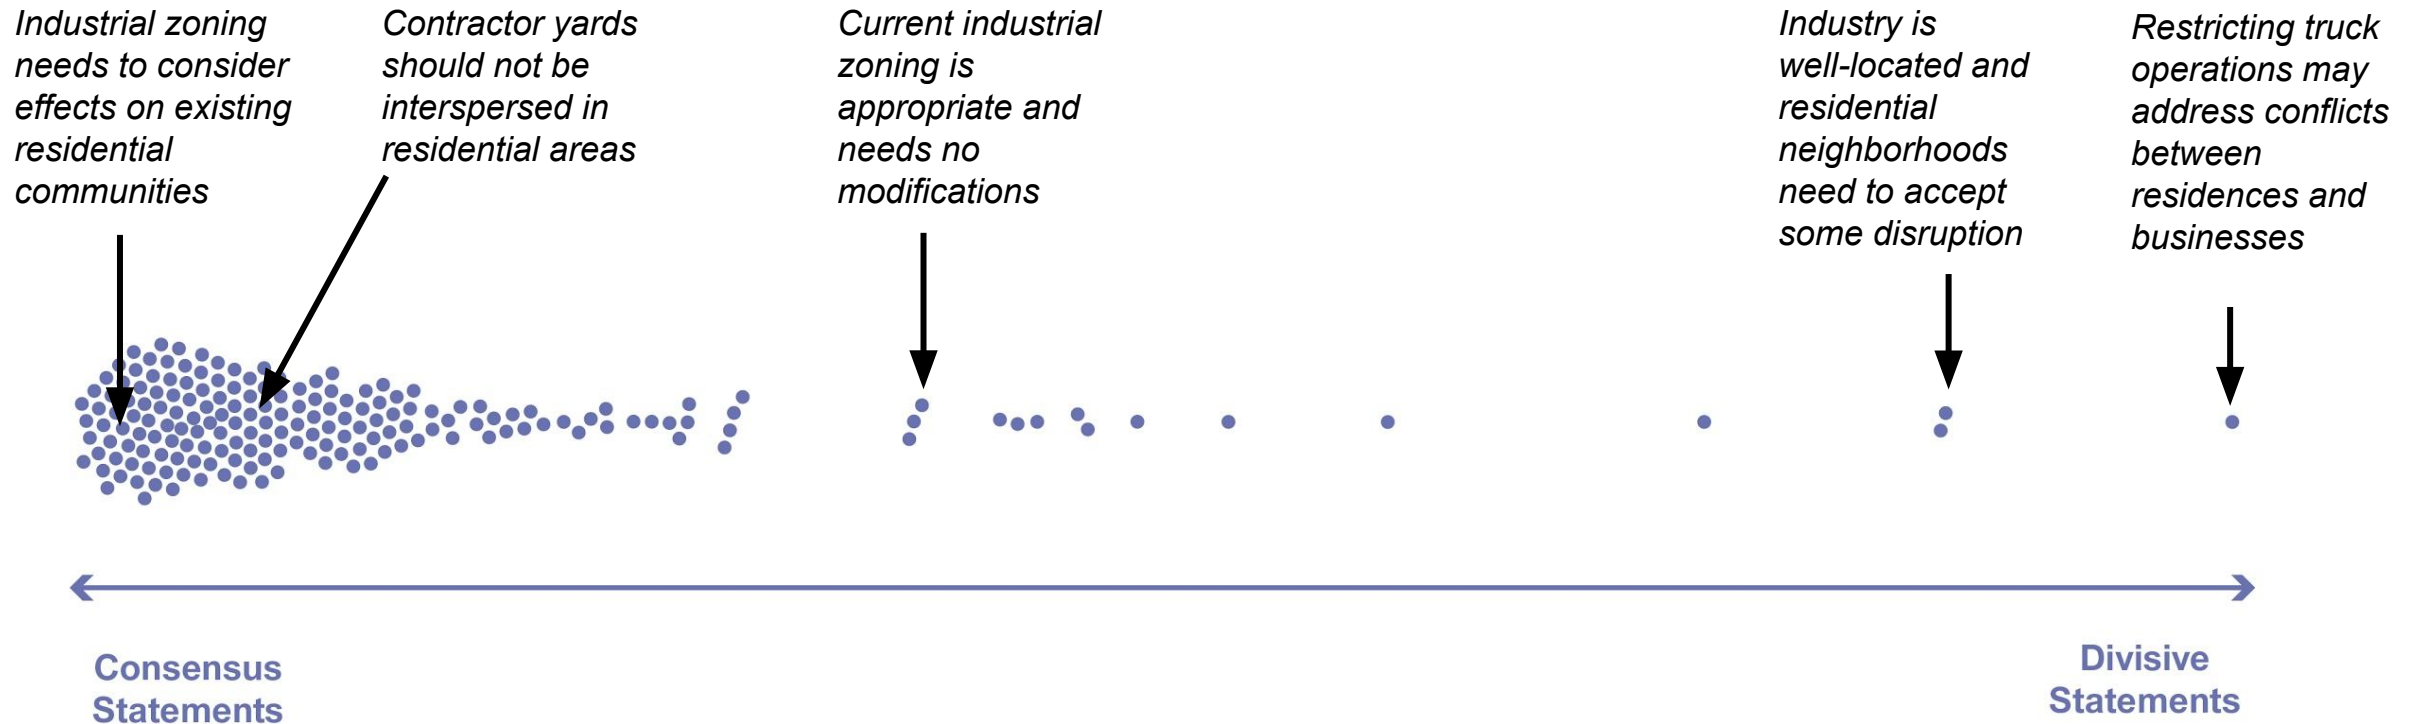 Industrial zoning
needs to consider
effects on existing
residential
communities
Contractor yards
should not be
interspersed in
residential areas
Current industrial
zoning is
appropriate and
needs no
modifications
Industry is
well-located and
residential
neighborhoods
need to accept
some disruption
Restricting truck
operations may
address conflicts
between
residences and
businesses
Consensus
Statements
Divisive
Statements